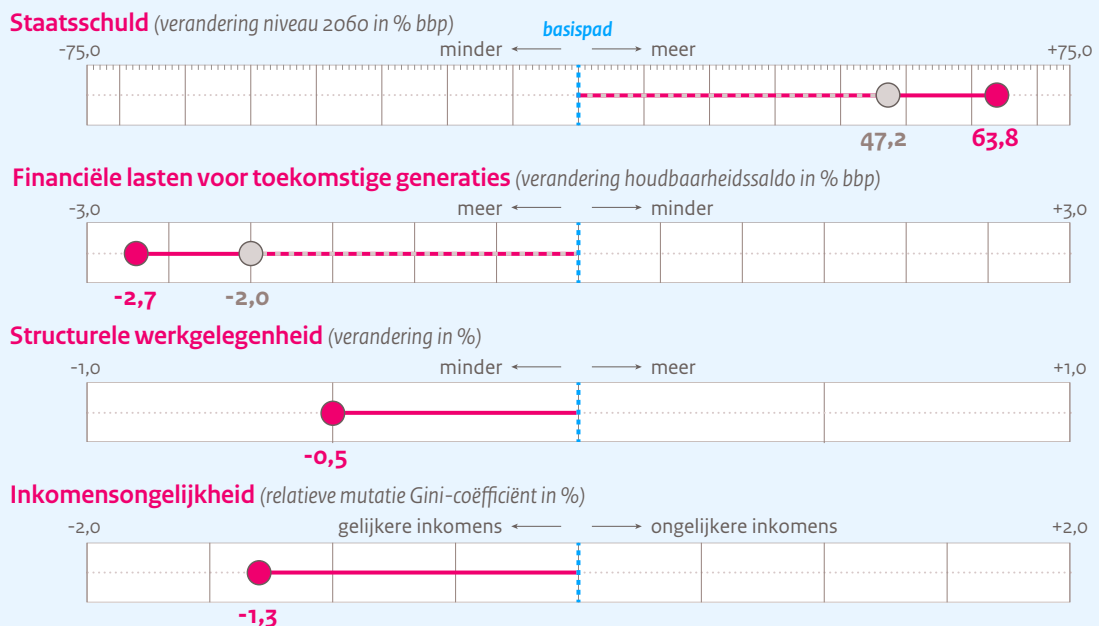 Staatsschuld (verandering niveau 2060 in % bbp)
basispad
-75,0 minder ← → meer +75,0
47,2 63,8
Financiële lasten voor toekomstige generaties (verandering houdbaarheidssaldo in % bbp)
-3,0 meer ← → minder +3,0
-2,7 -2,0
Structurele werkgelegenheid (verandering in %)
-1,0 minder ← → meer +1,0
-0,5
Inkomensongelijkheid (relatieve mutatie Gini-coëfficiënt in %)
-2,0 gelijkere inkomens ← → ongelijkere inkomens +2,0
-1,3